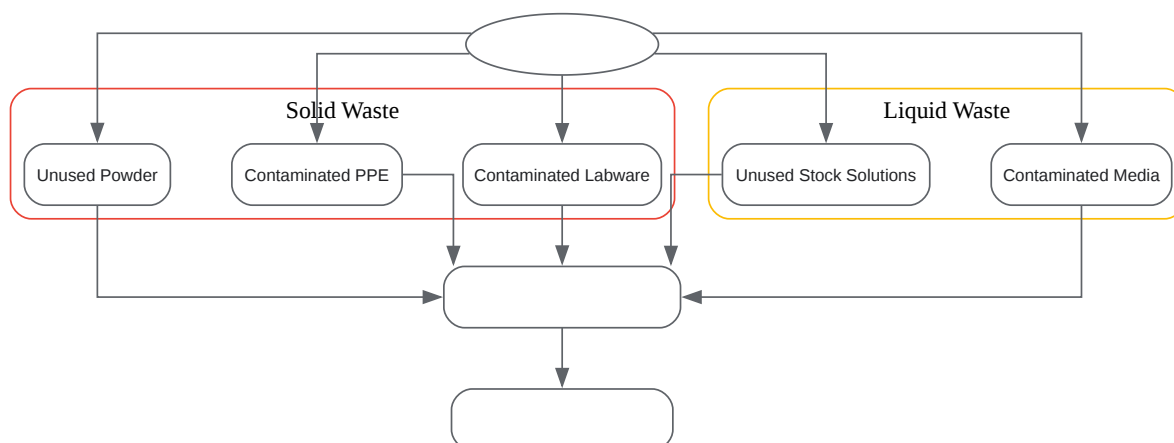 Solid Waste
Liquid Waste
Unused Powder
Contaminated PPE
Contaminated Labware
Unused Stock Solutions
Contaminated Media